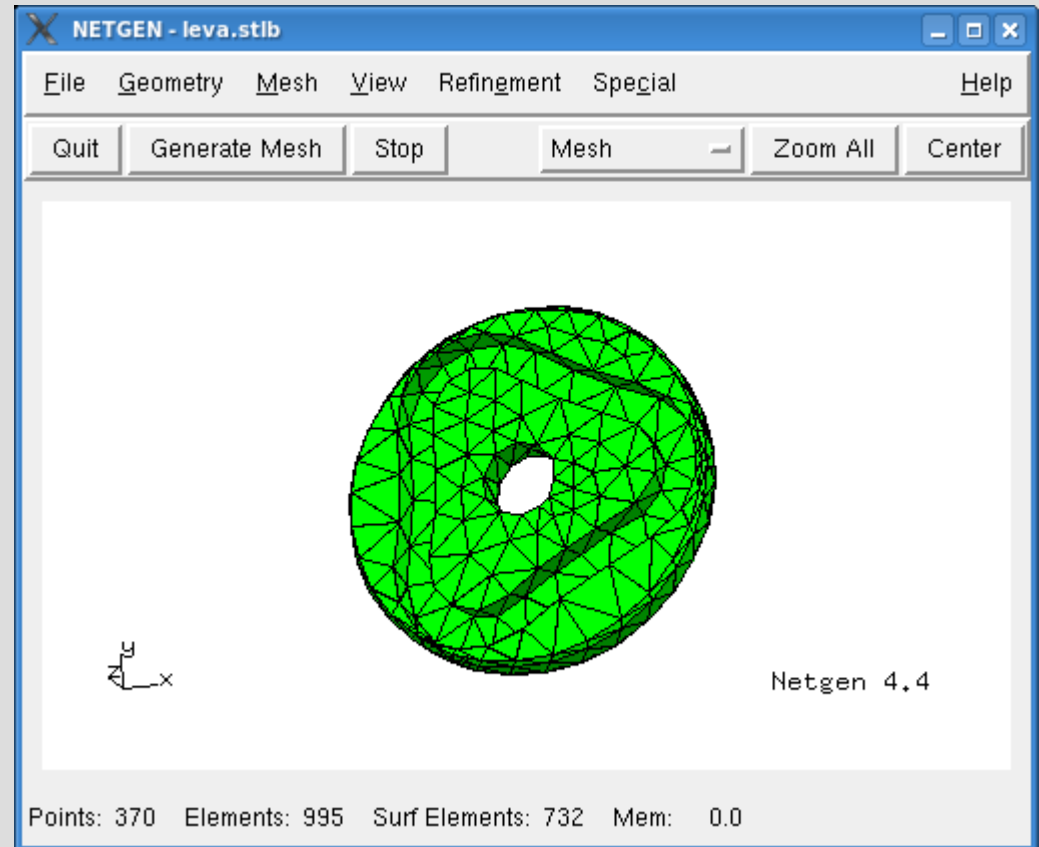 NETGEN - leva.stlb
File Geometry Mesh View Refinement Special Help
Quit Generate Mesh Stop Mesh Zoom All Center
y
z x
Netgen 4.4
Points: 370 Elements: 995 Surf Elements: 732 Mem: 0.0